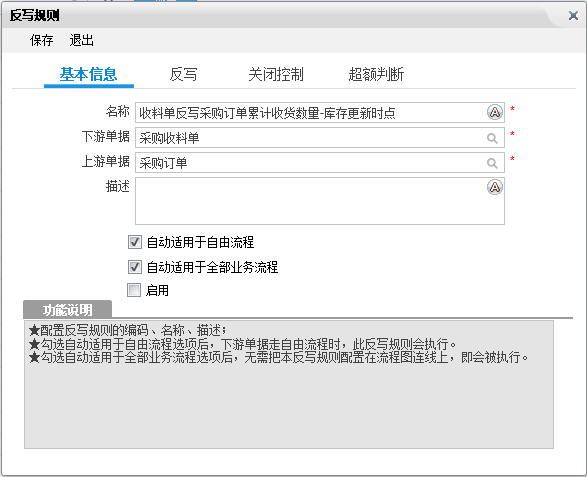 反写规则
保存 退出
基本信息 反写 关闭控制 超额判断
名称 收料单反写采购订单累计收货数量-库存更新时点 A *
下游单据 采购收料单 *
上游单据 采购订单 *
描述 A
自动适用于自由流程
自动适用于全部业务流程
启用
功能说明
★配置反写规则的编码、名称、描述；
★勾选自动适用于自由流程选项后，下游单据走自由流程时，此反写规则会执行。
★勾选自动适用于全部业务流程选项后，无需把本反写规则配置在流程图连线上，即会被执行。